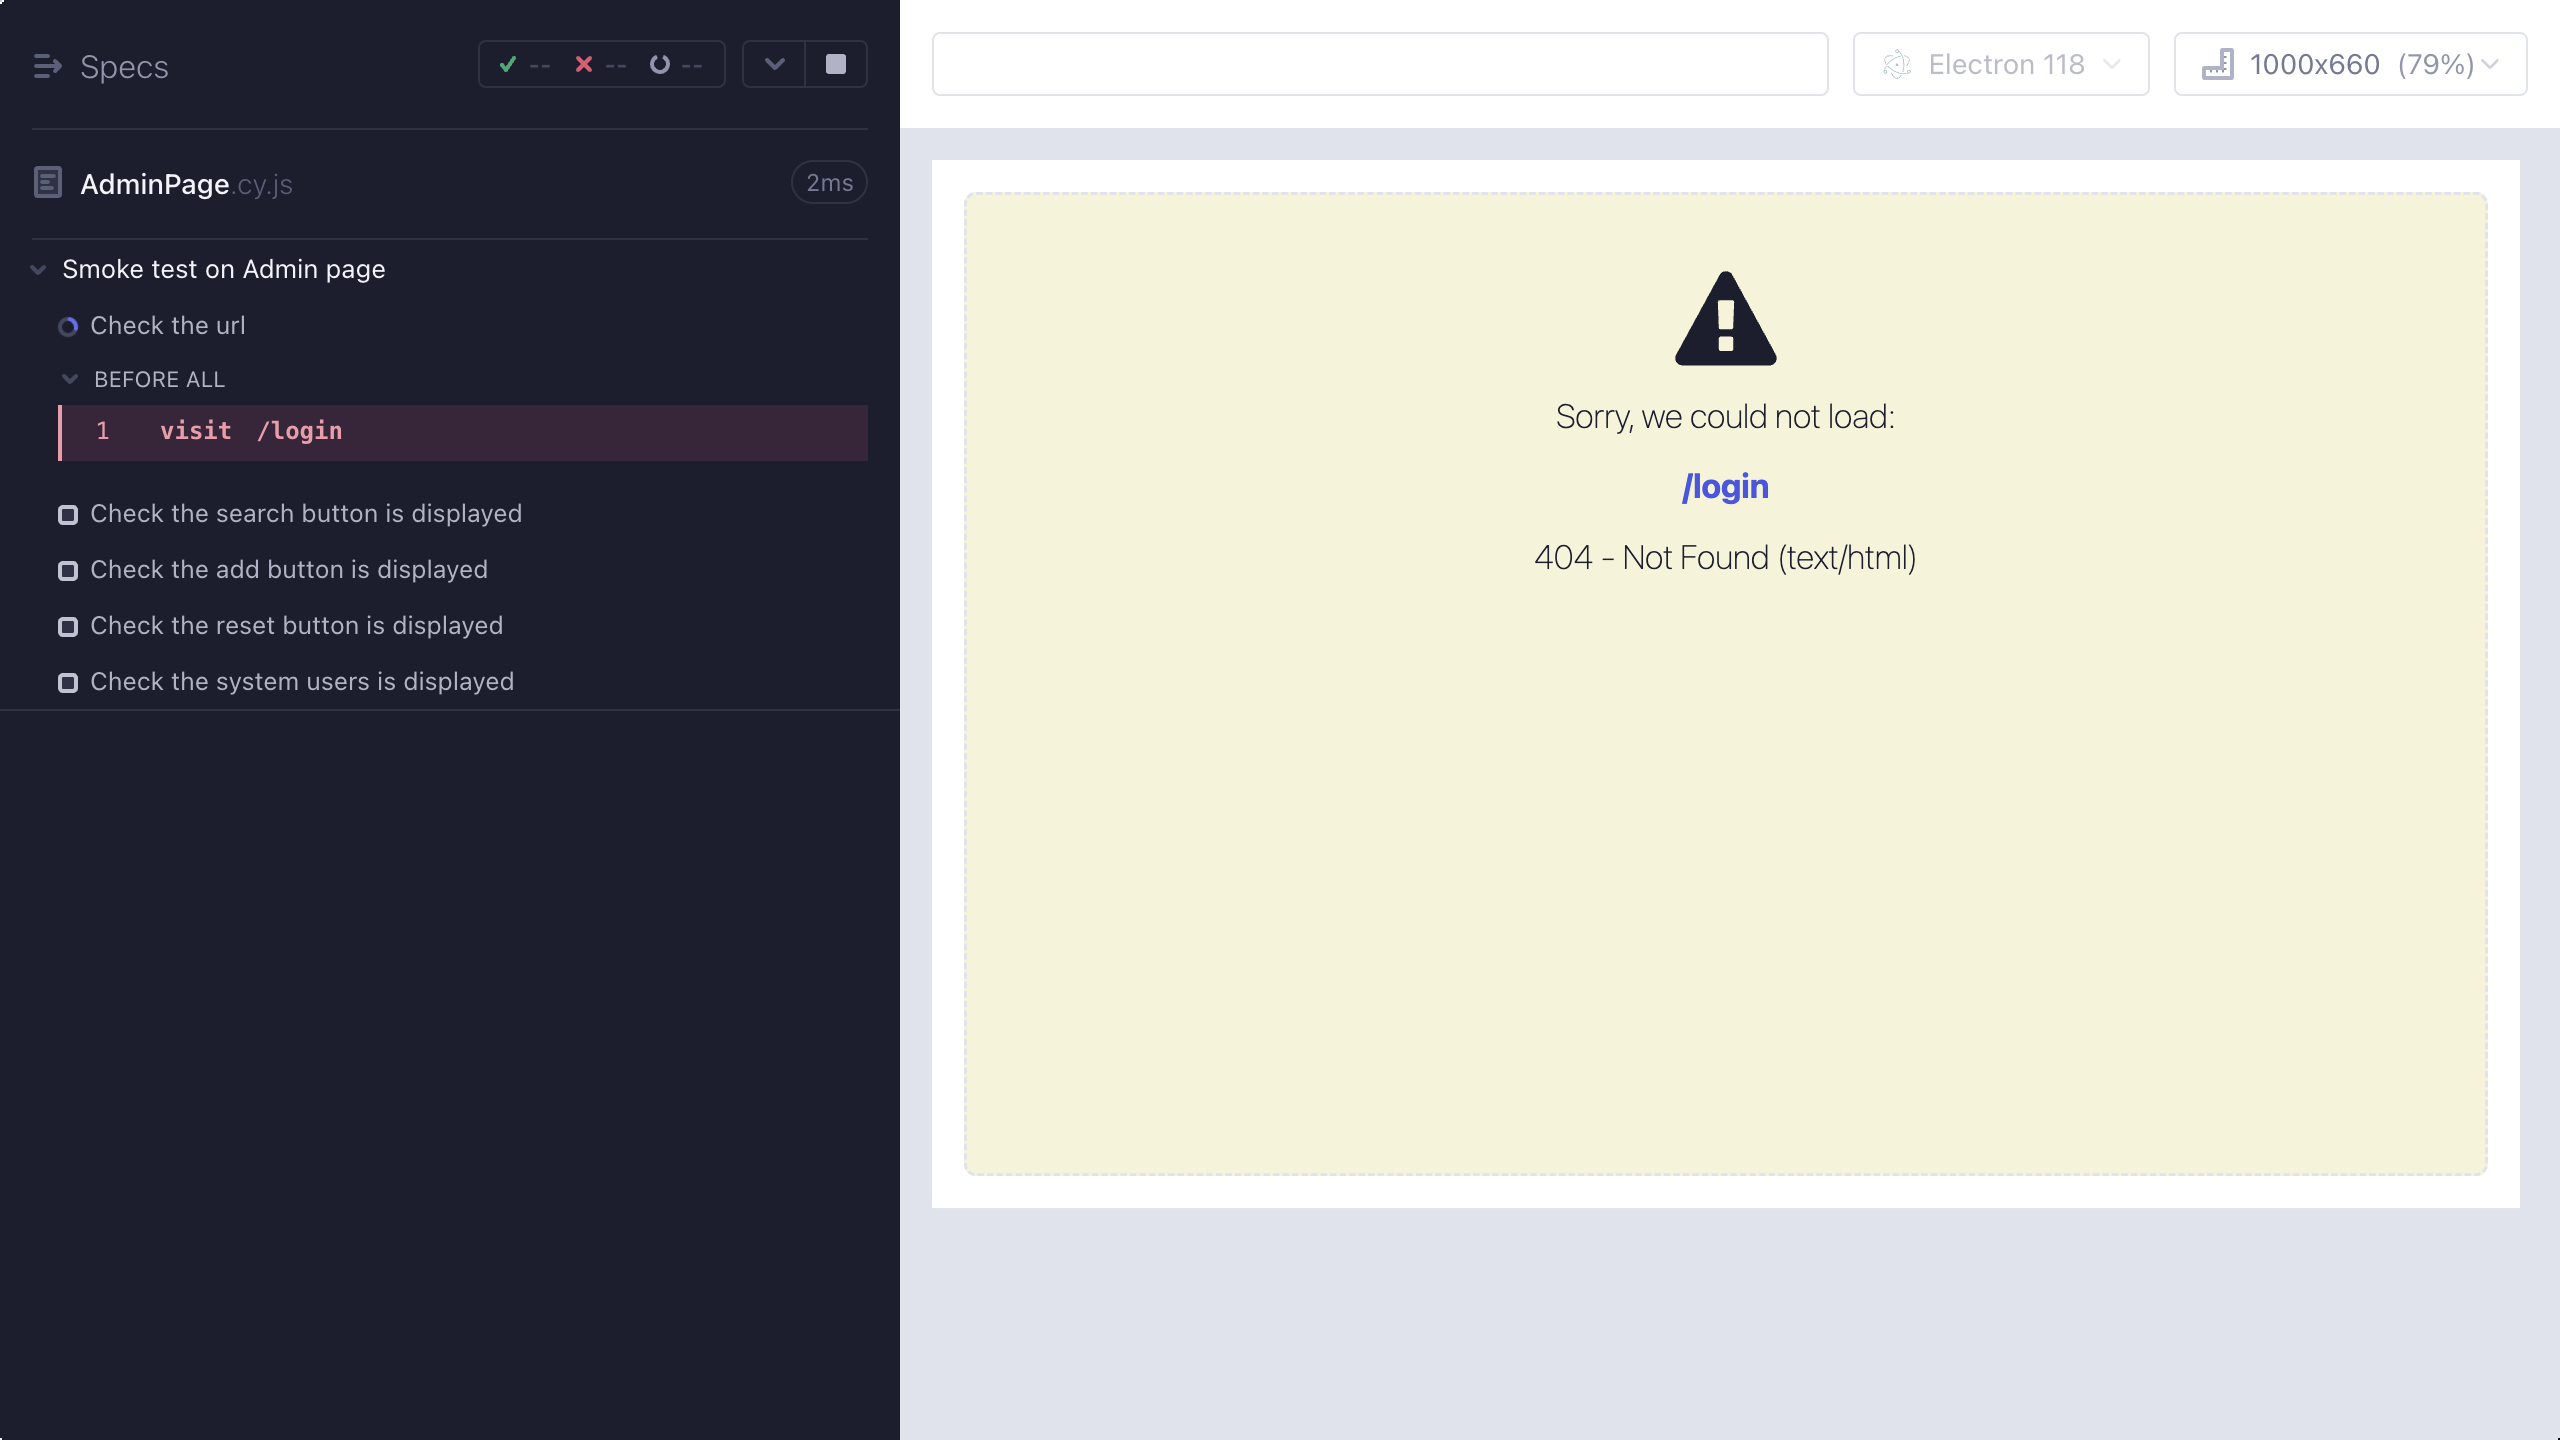 Specs
-- -- --
AdminPage.cy.js
2ms
Smoke test on Admin page
Check the url
BEFORE ALL
1 visit /login
Check the search button is displayed
Check the add button is displayed
Check the reset button is displayed
Check the system users is displayed
Electron 118
1000x660 (79%)
Sorry, we could not load:
/login
404 - Not Found (text/html)